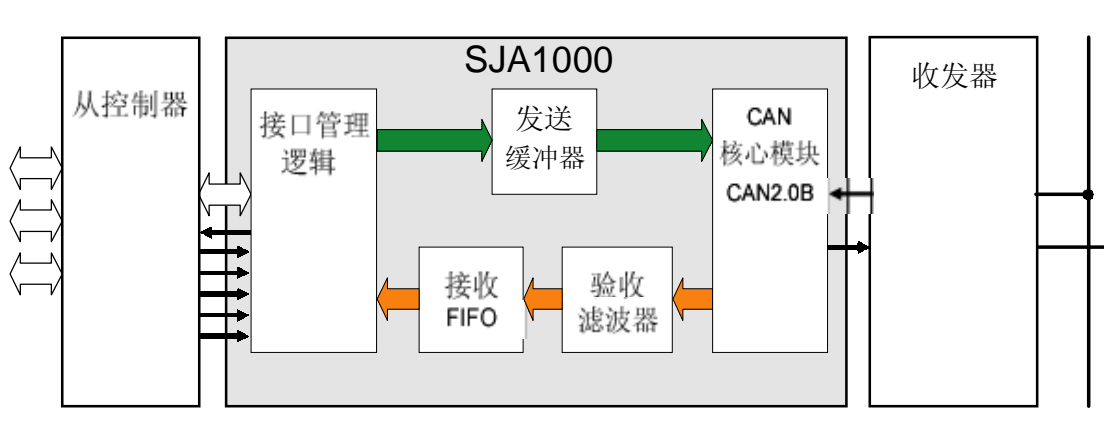 SJA1000
从控制器
接口管理
逻辑
发送
缓冲器
CAN
核心模块
CAN2.0B
接收
FIFO
验收
滤波器
收发器